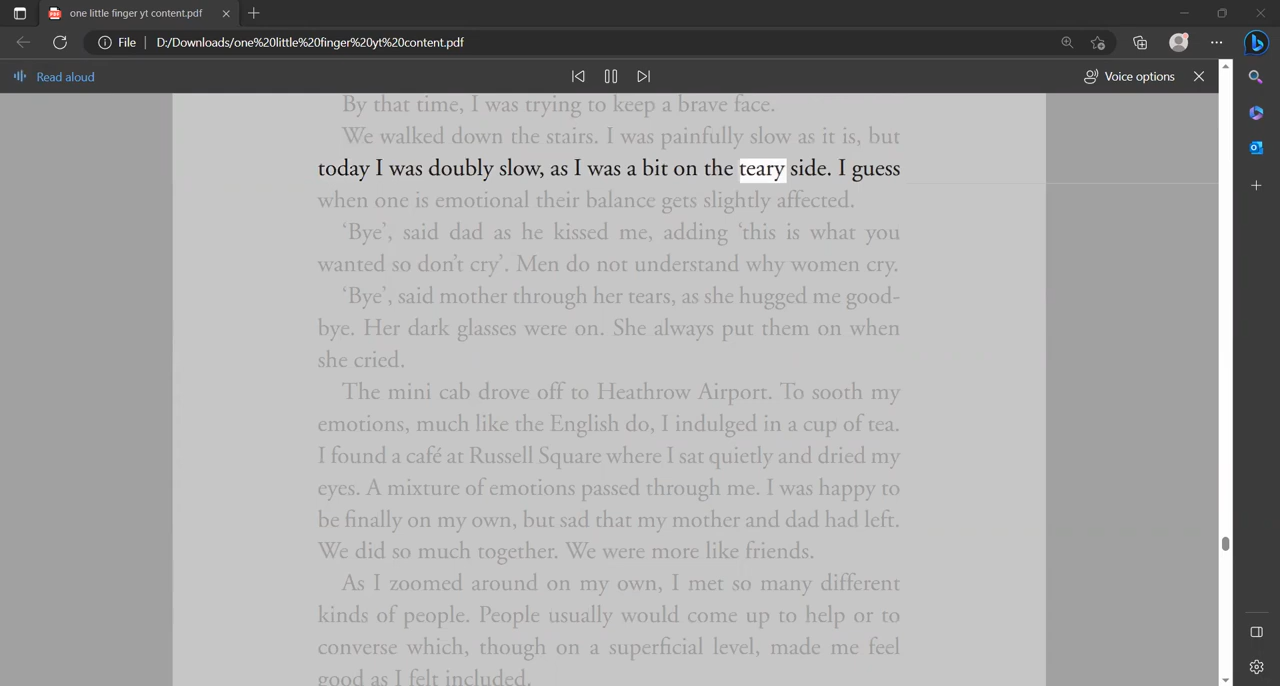 one little finger yt content.pdf
File
D:/Downloads/one%20little%20finger%20yt%20content.pdf
Read aloud
Voice options
By that time, I was trying to keep a brave face.
We walked down the stairs. I was painfully slow as it is, but
today I was doubly slow, as I was a bit on the teary side. I guess
when one is emotional their balance gets slightly affected.
‘Bye’, said dad as he kissed me, adding ‘this is what you
wanted so don’t cry’. Men do not understand why women cry.
‘Bye’, said mother through her tears, as she hugged me good-
bye. Her dark glasses were on. She always put them on when
she cried.
The mini cab drove off to Heathrow Airport. To sooth my
emotions, much like the English do, I indulged in a cup of tea.
I found a café at Russell Square where I sat quietly and dried my
eyes. A mixture of emotions passed through me. I was happy to
be finally on my own, but sad that my mother and dad had left.
We did so much together. We were more like friends.
As I zoomed around on my own, I met so many different
kinds of people. People usually would come up to help or to
converse which, though on a superficial level, made me feel
good as I felt included.